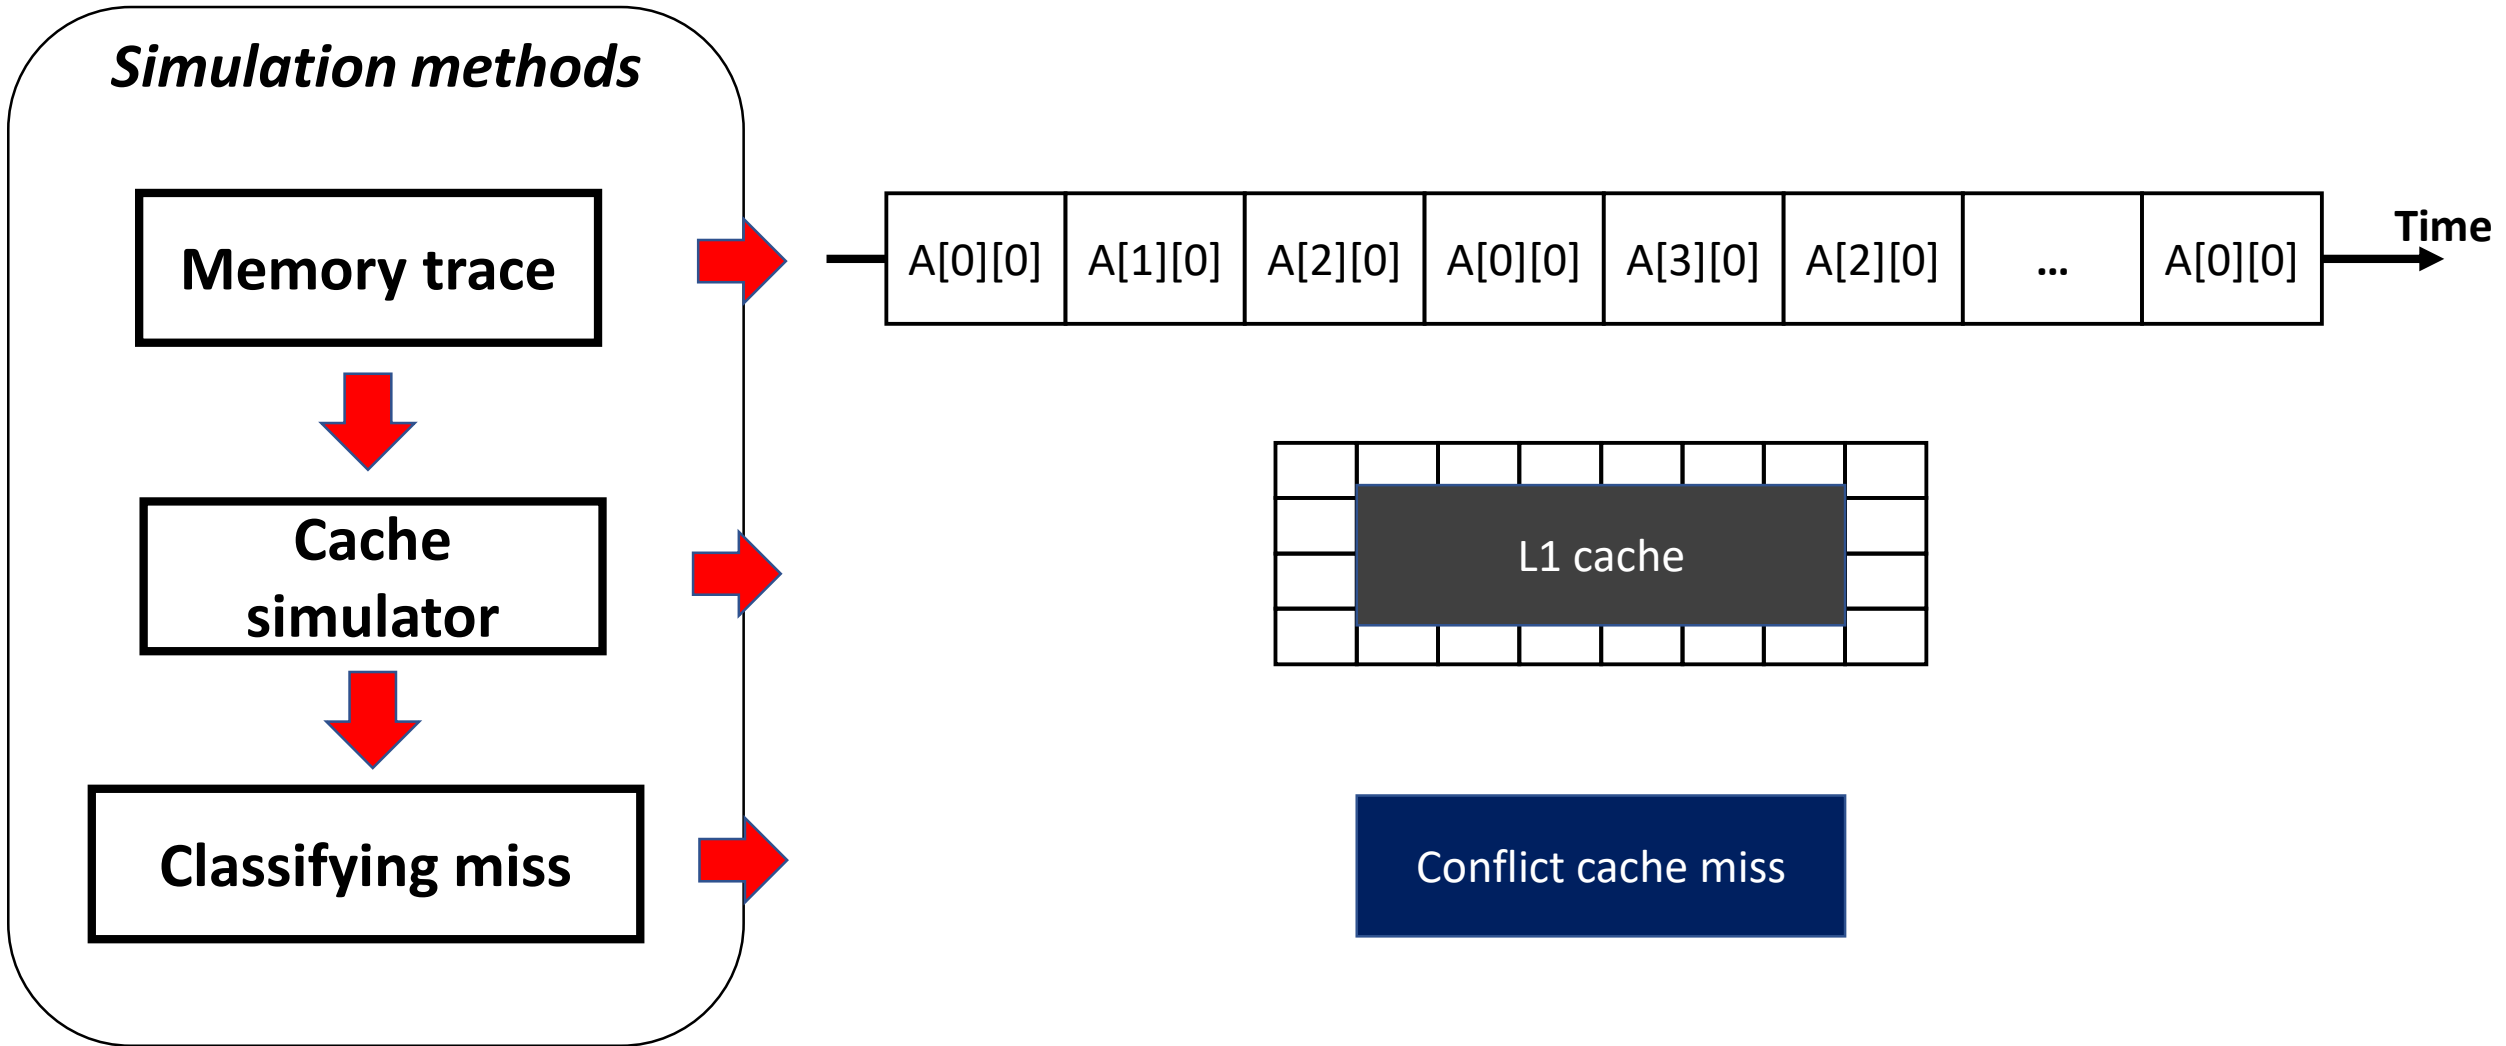 Simulation methods
Memory trace
A[0][0] A[1][0] A[2][0] A[0][0] A[3][0] A[2][0] … A[0][0]
Time
Cache
simulator
L1 cache
Classifying miss
Conflict cache miss